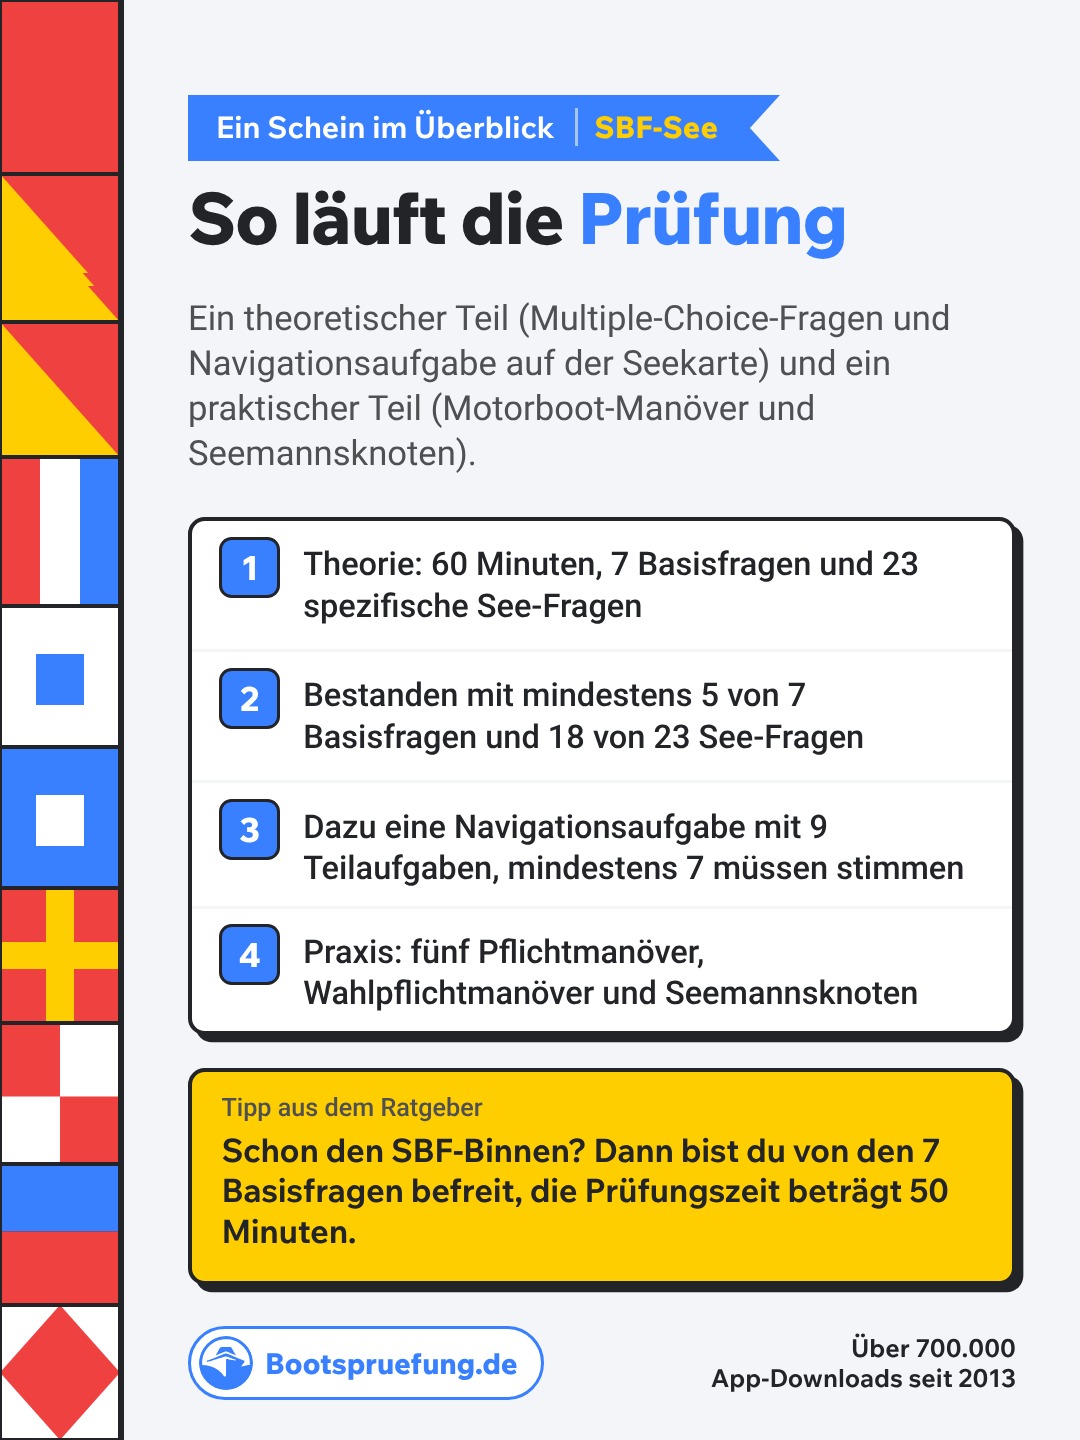 Ein Schein im Überblick | SBF-See
So läuft die Prüfung
Ein theoretischer Teil (Multiple-Choice-Fragen und
Navigationsaufgabe auf der Seekarte) und ein
praktischer Teil (Motorboot-Manöver und
Seemannsknoten).
1 Theorie: 60 Minuten, 7 Basisfragen und 23
spezifische See-Fragen
2 Bestanden mit mindestens 5 von 7
Basisfragen und 18 von 23 See-Fragen
3 Dazu eine Navigationsaufgabe mit 9
Teilaufgaben, mindestens 7 müssen stimmen
4 Praxis: fünf Pflichtmanöver,
Wahlpflichtmanöver und Seemannsknoten
Tipp aus dem Ratgeber
Schon den SBF-Binnen? Dann bist du von den 7
Basisfragen befreit, die Prüfungszeit beträgt 50
Minuten.
Bootspruefung.de
Über 700.000
App-Downloads seit 2013